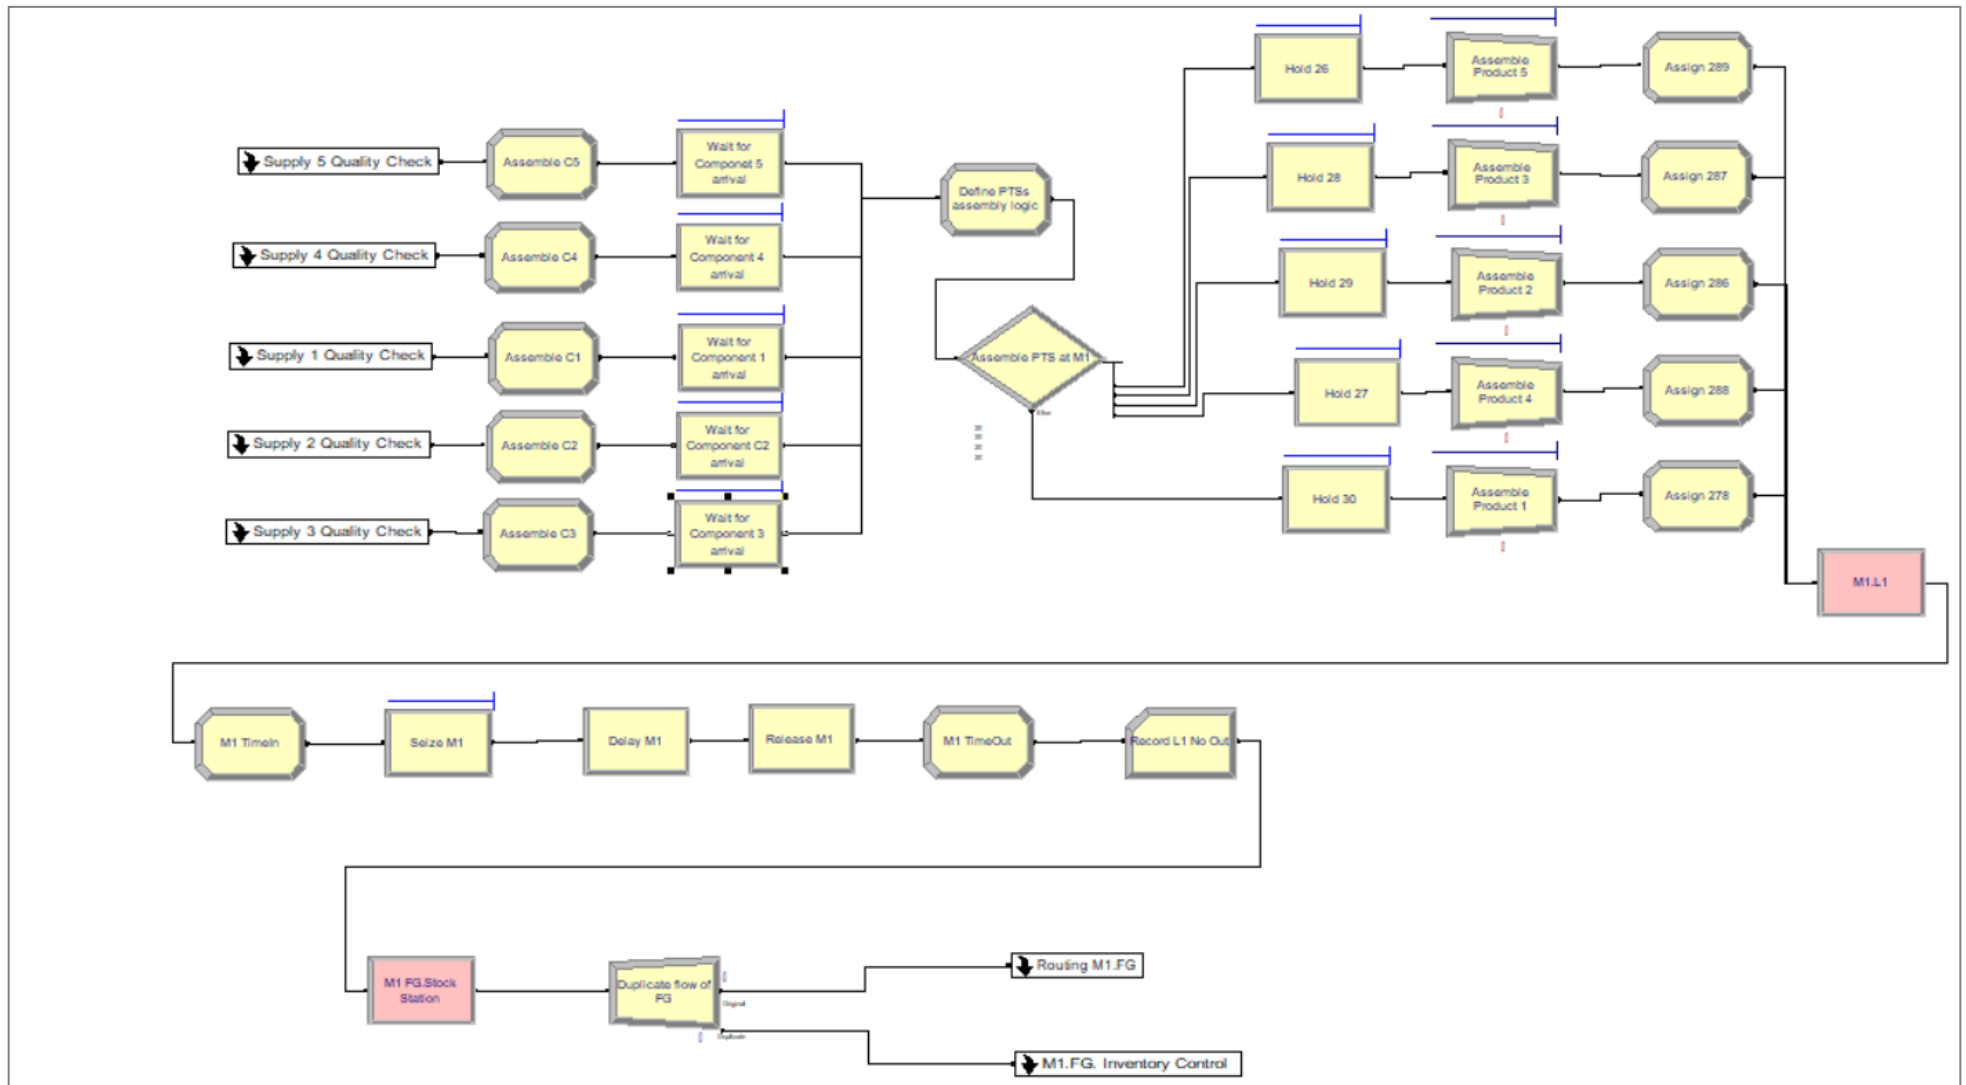 Supply 5 Quality Check
Assemble C5
Wait for
Componet 5
arrival
Supply 4 Quality Check
Assemble C4
Wait for
Component 4
arrival
Supply 1 Quality Check
Assemble C1
Wait for
Component 1
arrival
Supply 2 Quality Check
Assemble C2
Wait for
Component C2
arrival
Supply 3 Quality Check
Assemble C3
Wait for
Component 3
arrival
Define PTSs
assembly logic
Assemble PTS at M1
Else
Hold 26
Assemble
Product 5
Assign 289
Hold 28
Assemble
Product 3
Assign 287
Hold 29
Assemble
Product 2
Assign 286
Hold 27
Assemble
Product 4
Assign 288
Hold 30
Assemble
Product 1
Assign 278
M1.L1
M1 TimeIn
Seize M1
Delay M1
Release M1
M1 TimeOut
Record L1 No Out
M1 FG.Stock
Station
Duplicate flow of
FG
Original
Duplicate
Routing M1.FG
M1.FG. Inventory Control